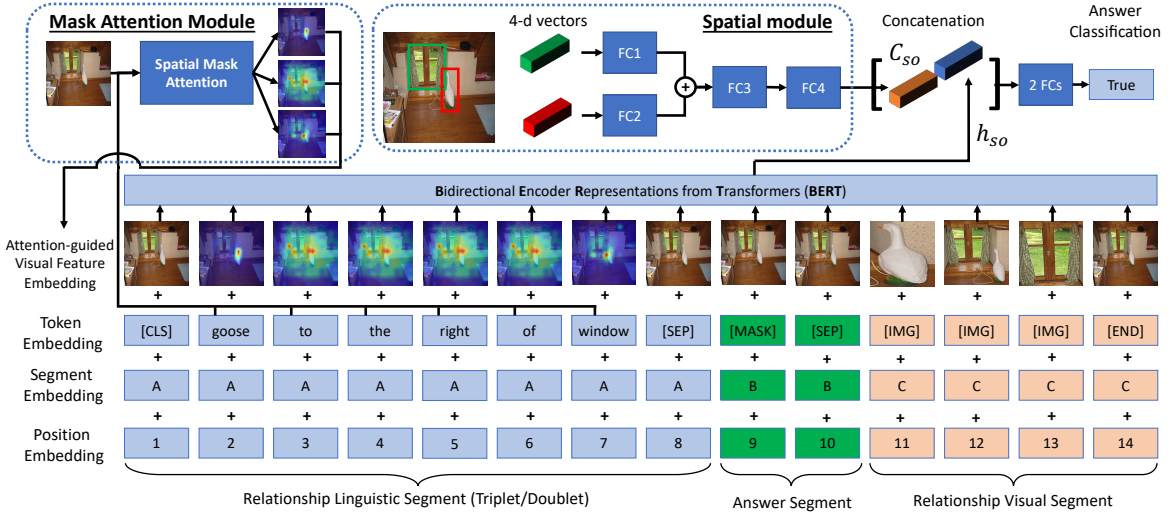 Mask Attention Module
Spatial Mask
Attention
4-d vectors
Spatial module
FC1
FC2
FC3
FC4
Concatenation
C_so
h_so
2 FCs
Answer
Classification
True
Bidirectional Encoder Representations from Transformers (BERT)
Attention-guided
Visual Feature
Embedding
+ + + + + + + + + + + + + +
Token
Embedding
[CLS] goose to the right of window [SEP] [MASK] [SEP] [IMG] [IMG] [IMG] [END]
+ + + + + + + + + + + + + +
Segment
Embedding
A A A A A A A A B B C C C C
+ + + + + + + + + + + + + +
Position
Embedding
1 2 3 4 5 6 7 8 9 10 11 12 13 14
Relationship Linguistic Segment (Triplet/Doublet)
Answer Segment
Relationship Visual Segment